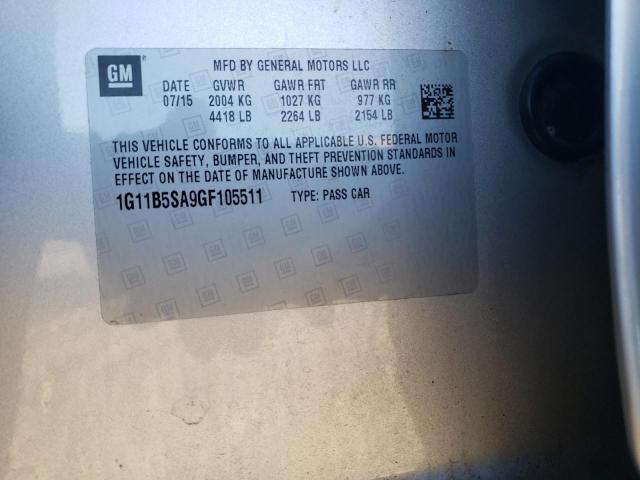 GM MFD BY GENERAL MOTORS LLC
DATE GVWR GAWR FRT GAWR RR
07/15 2004 KG 1027 KG 977 KG
4418 LB 2264 LB 2154 LB
THIS VEHICLE CONFORMS TO ALL APPLICABLE U.S. FEDERAL MOTOR
VEHICLE SAFETY, BUMPER, AND THEFT PREVENTION STANDARDS IN
EFFECT ON THE DATE OF MANUFACTURE SHOWN ABOVE.
1G11B5SA9GF105511 TYPE: PASS CAR